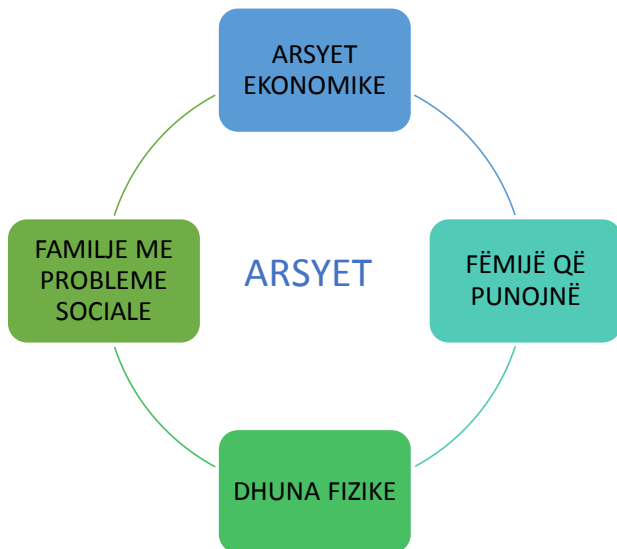 ARSYET
EKONOMIKE
FAMILJE ME
PROBLEME
SOCIALE
ARSYET
FËMIJË QË
PUNOJNË
DHUNA FIZIKE